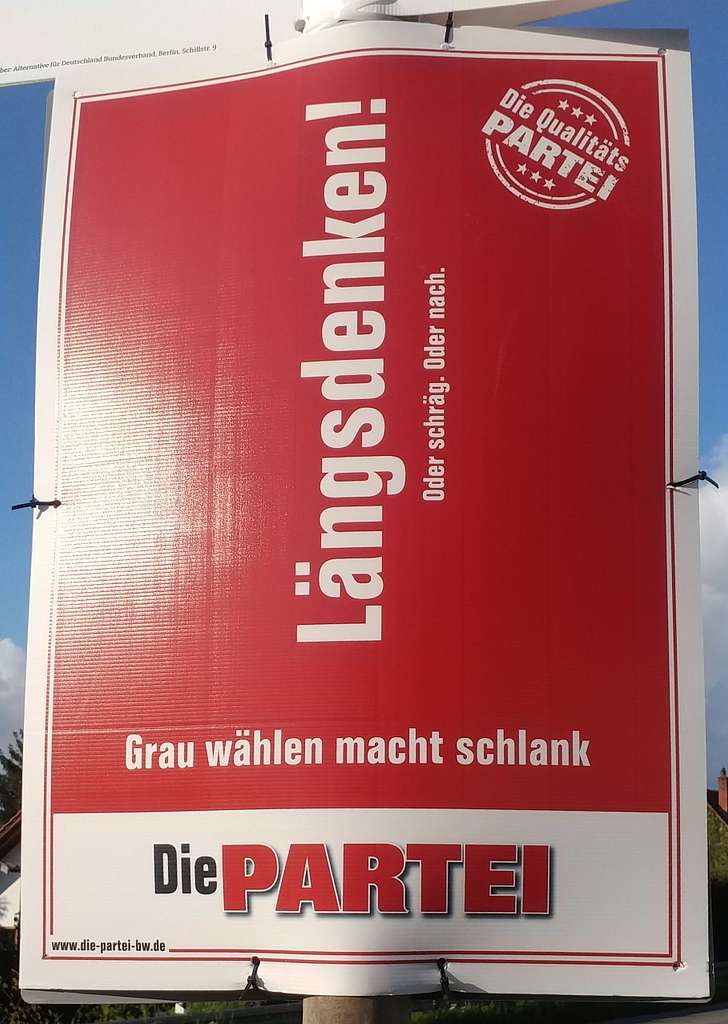 ber: Alternative für Deutschland Bundesverband, Berlin, Schillstr. 9
Die Qualitäts
PARTEI
Längsdenken!
Oder schräg. Oder nach.
Grau wählen macht schlank
Die PARTEI
www.die-partei-bw.de